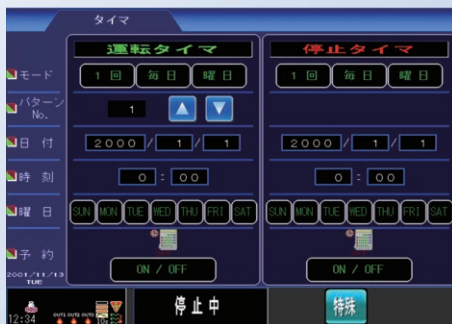 タイマ
運転タイマ 停止タイマ
モード 1回 毎日 曜日 1回 毎日 曜日
パターン No. 1
日付 2000 / 1 / 1 2000 / 1 / 1
時刻 0 : 00 0 : 00
曜日 SUN MON TUE WED THU FRI SAT SUN MON TUE WED THU FRI SAT
予約 ON / OFF ON / OFF
2001/11/13
TUE
12:34 OUT1 OUT2 OUT3 停止中 特殊